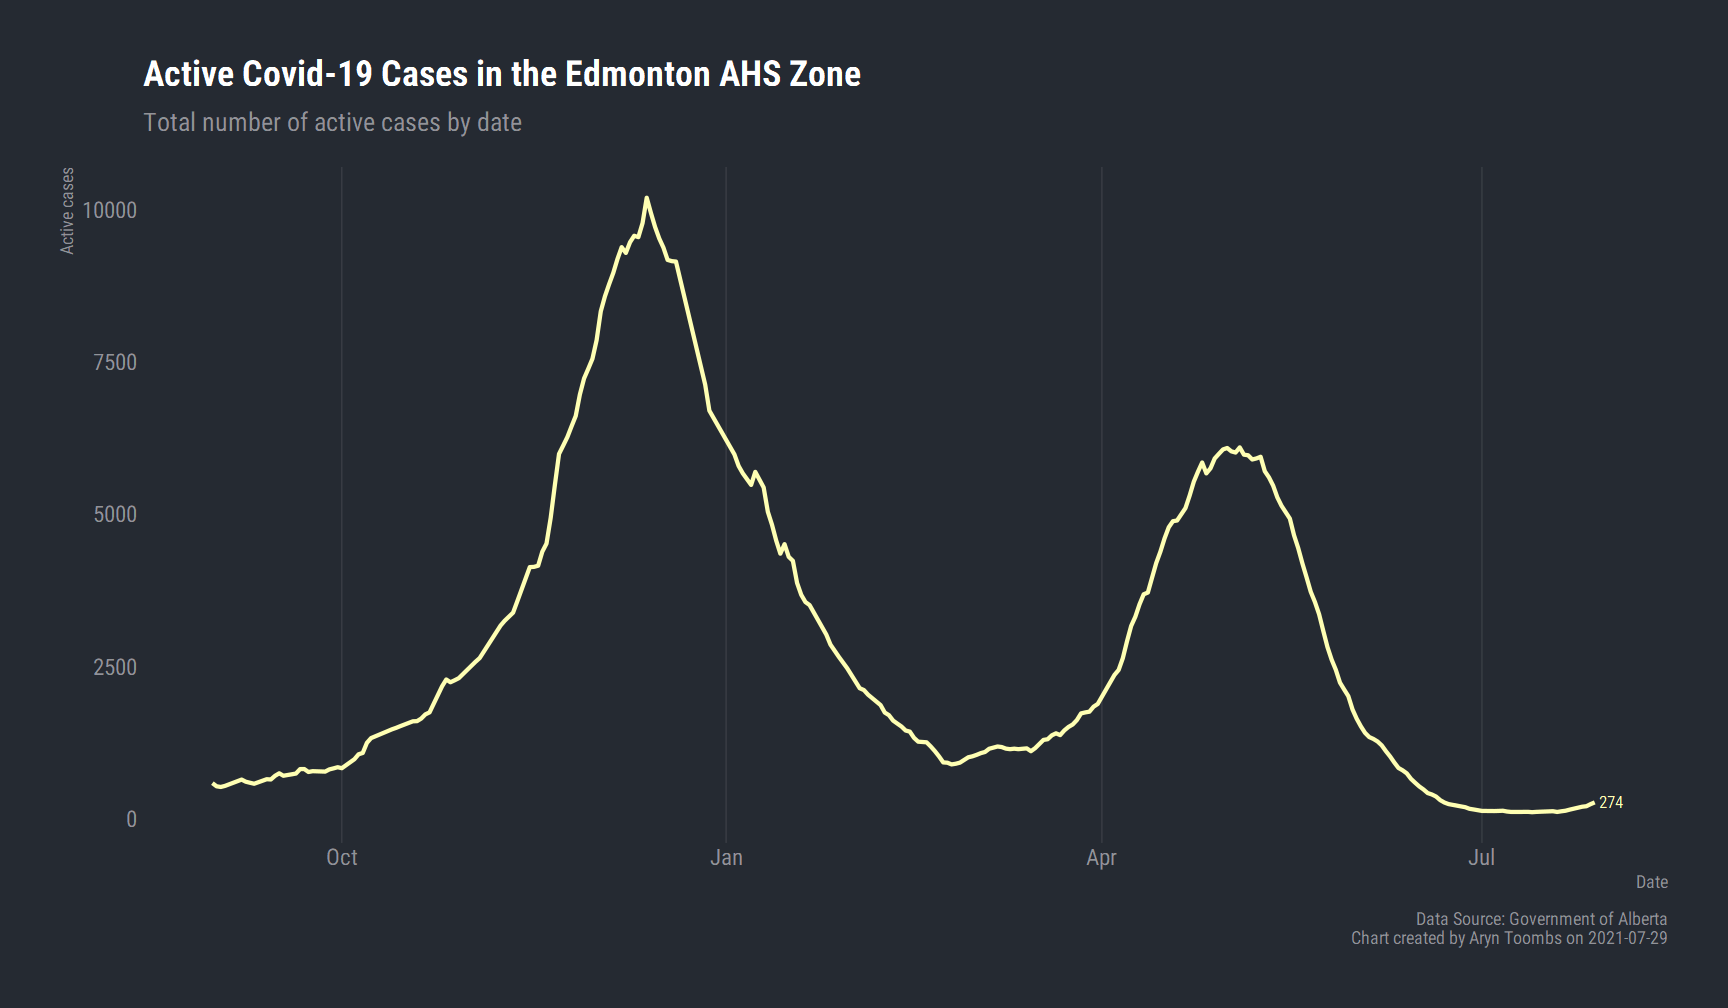 Active Covid-19 Cases in the Edmonton AHS Zone
Total number of active cases by date
Active cases
10000
7500
5000
2500
0
274
Oct
Jan
Apr
Jul
Date
Data Source: Government of Alberta
Chart created by Aryn Toombs on 2021-07-29